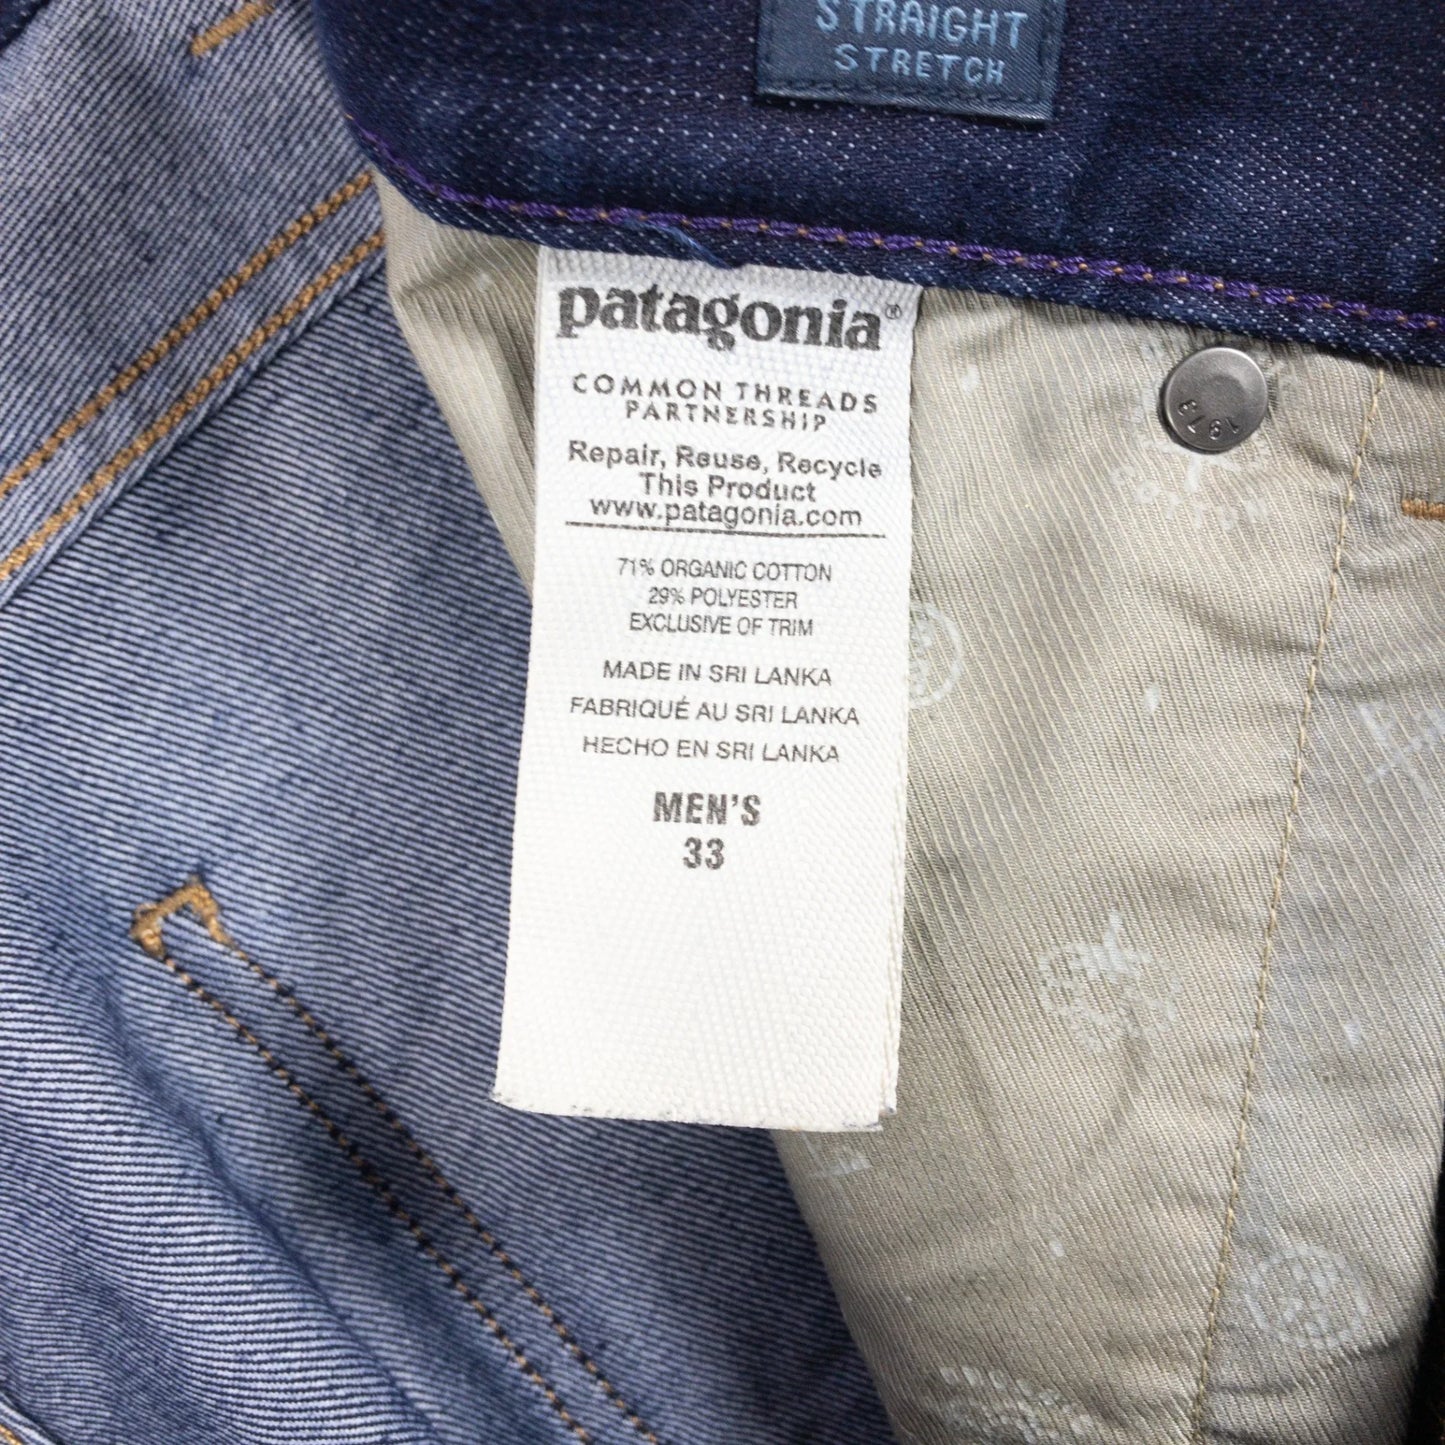 STRAIGHT
STRETCH
patagonia®
COMMON THREADS
PARTNERSHIP
Repair, Reuse, Recycle
This Product
www.patagonia.com
71% ORGANIC COTTON
29% POLYESTER
EXCLUSIVE OF TRIM
MADE IN SRI LANKA
FABRIQUÉ AU SRI LANKA
HECHO EN SRI LANKA
MEN'S
33
1973